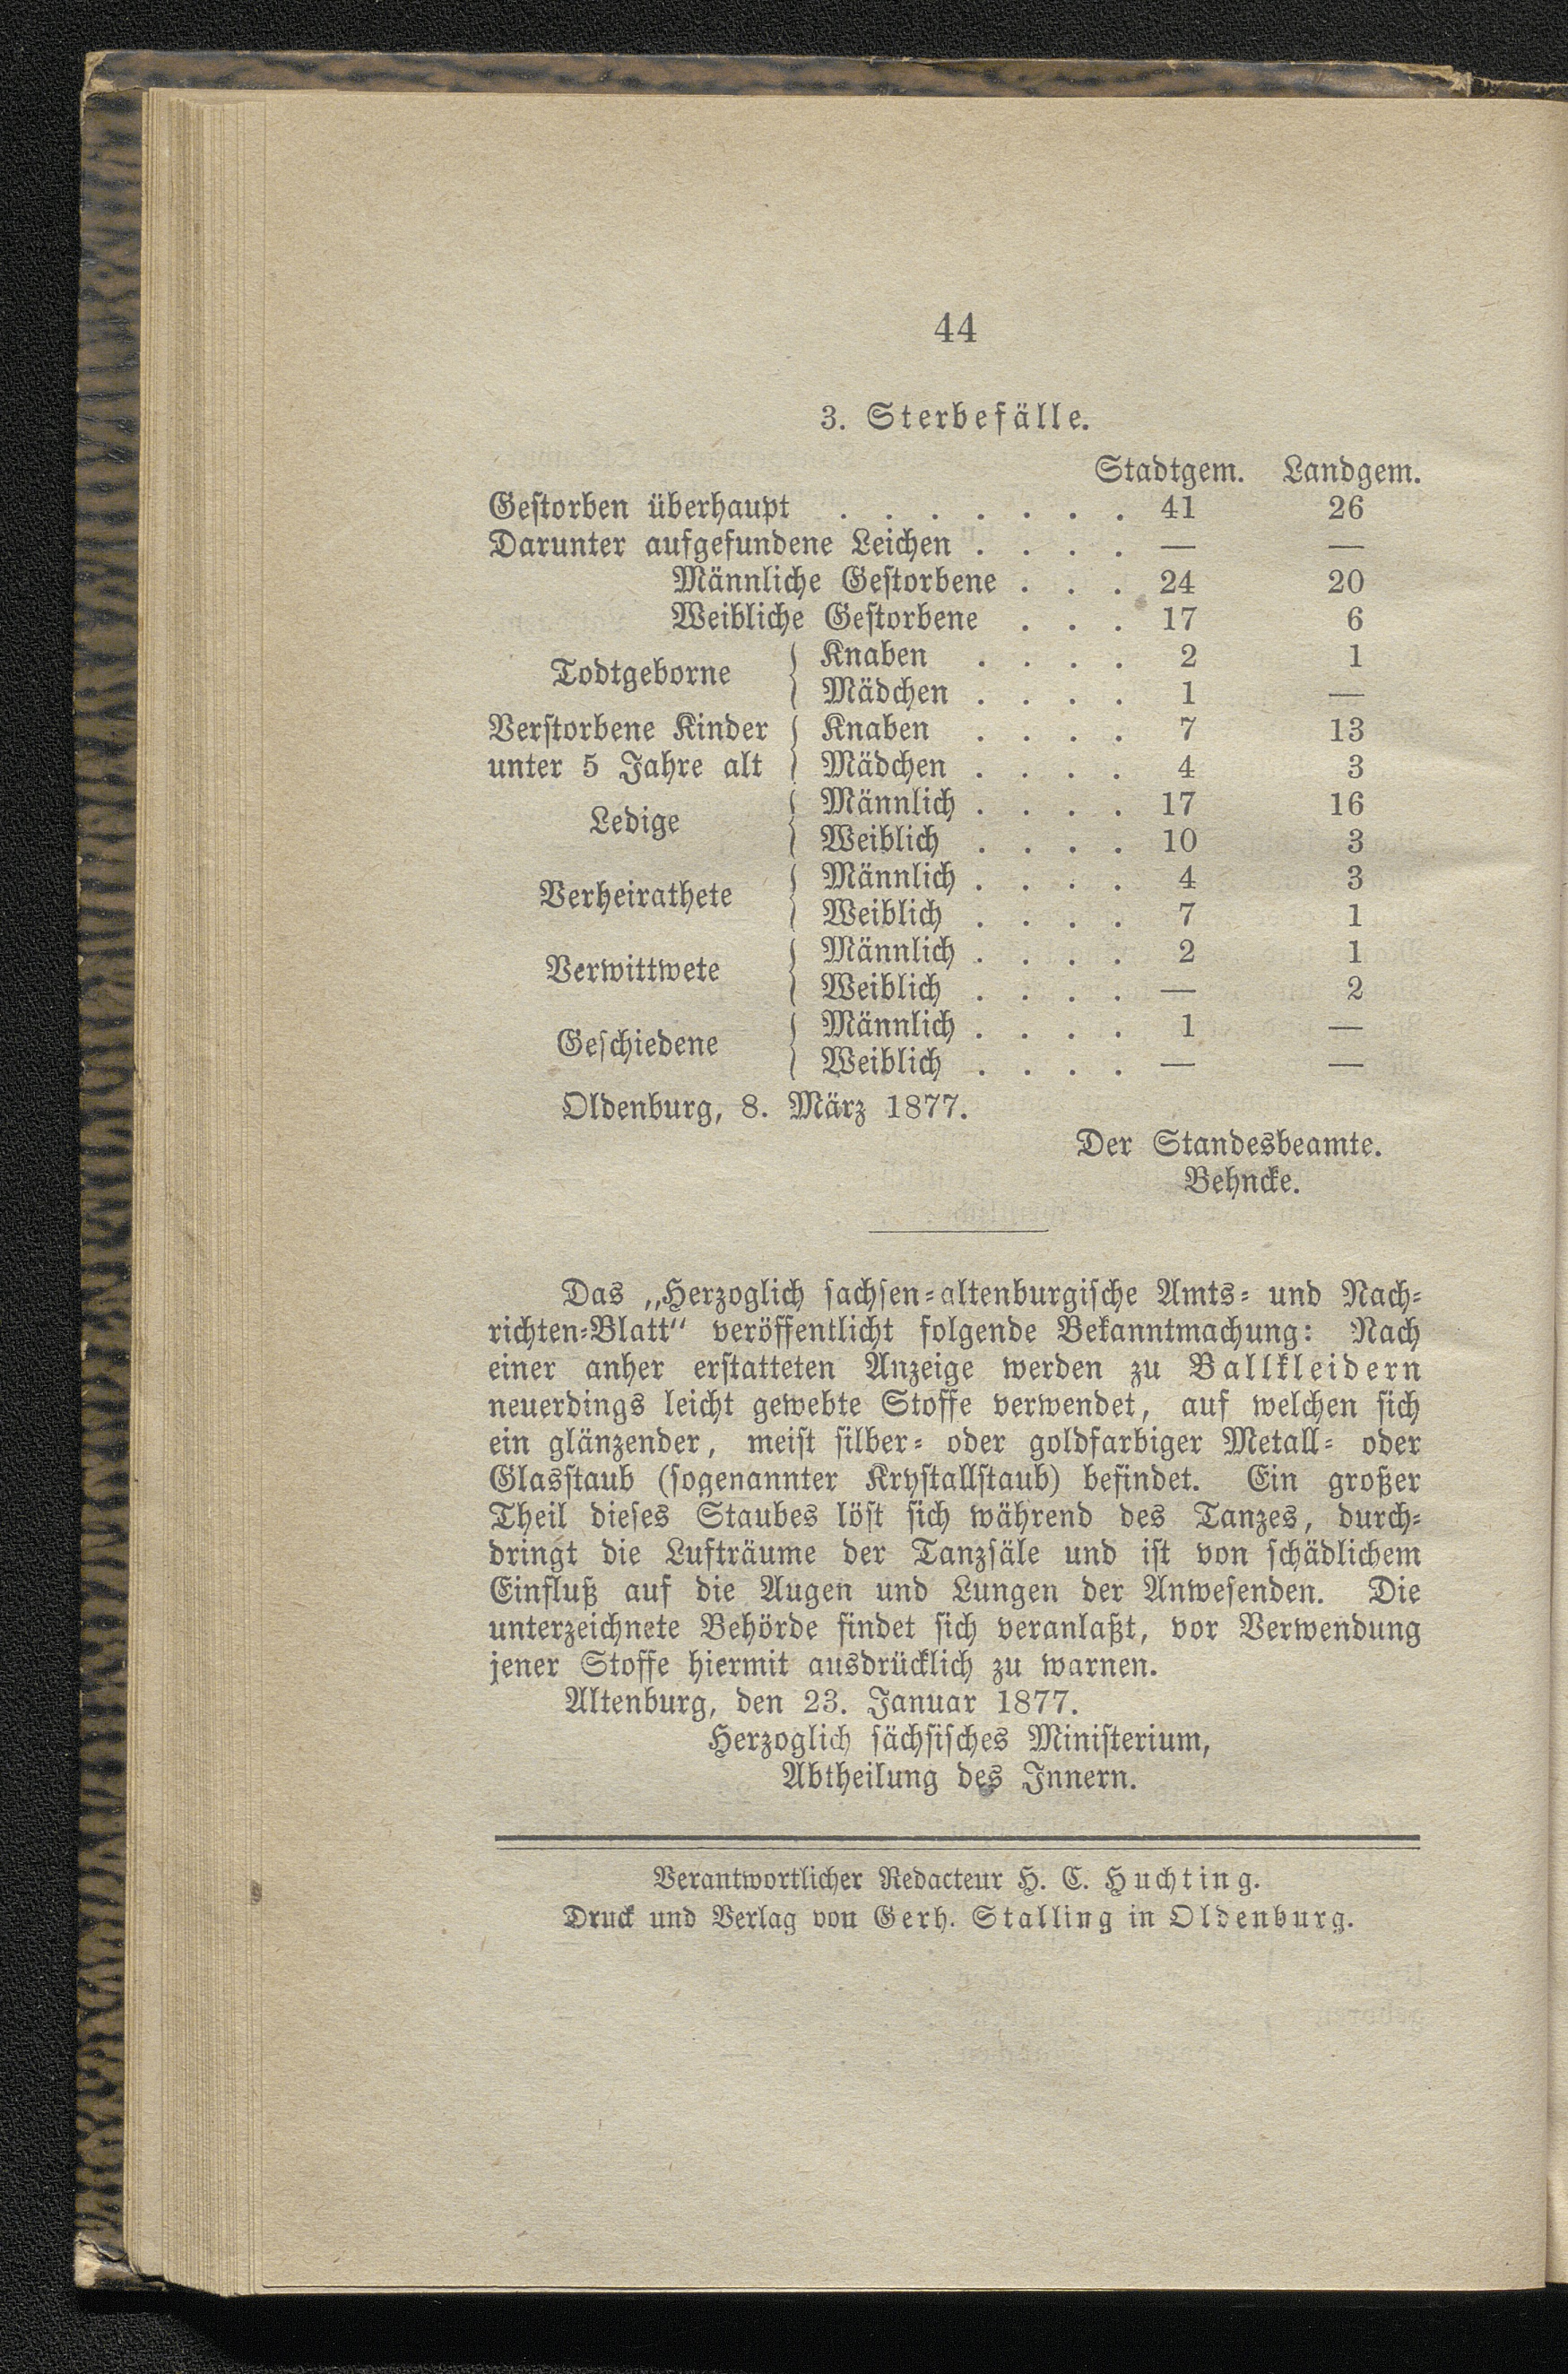 44
3. Sterbefälle.
Stadtgem. Landgem.
Gestorben überhaupt . . . . . . . 41 26
Darunter aufgefundene Leichen . . . . — —
Männliche Gestorbene . . . 24 20
Weibliche Gestorbene . . . 17 6
Todtgeborne { Knaben . . . . 2 1
Mädchen . . . . 1 —
Verstorbene Kinder { Knaben . . . . 7 13
unter 5 Jahre alt { Mädchen . . . . 4 3
Ledige { Männlich . . . . 17 16
Weiblich . . . . 10 3
Verheirathete { Männlich . . . . 4 3
Weiblich . . . . 7 1
Verwittwete { Männlich . . . . 2 1
Weiblich . . . . — 2
Geschiedene { Männlich . . . . 1 —
Weiblich . . . . — —
Oldenburg, 8. März 1877.
Der Standesbeamte.
Behncke.
Das „Herzoglich sachsen-altenburgische Amts- und Nach-
richten-Blatt“ veröffentlicht folgende Bekanntmachung: Nach
einer anher erstatteten Anzeige werden zu Ballkleidern
neuerdings leicht gewebte Stoffe verwendet, auf welchen sich
ein glänzender, meist silber- oder goldfarbiger Metall- oder
Glasstaub (sogenannter Krystallstaub) befindet. Ein großer
Theil dieses Staubes löst sich während des Tanzes, durch-
dringt die Lufträume der Tanzsäle und ist von schädlichem
Einfluß auf die Augen und Lungen der Anwesenden. Die
unterzeichnete Behörde findet sich veranlaßt, vor Verwendung
jener Stoffe hiermit ausdrücklich zu warnen.
Altenburg, den 23. Januar 1877.
Herzoglich sächsisches Ministerium,
Abtheilung des Innern.
Verantwortlicher Redacteur H. C. Huchting.
Druck und Verlag von Gerh. Stalling in Oldenburg.